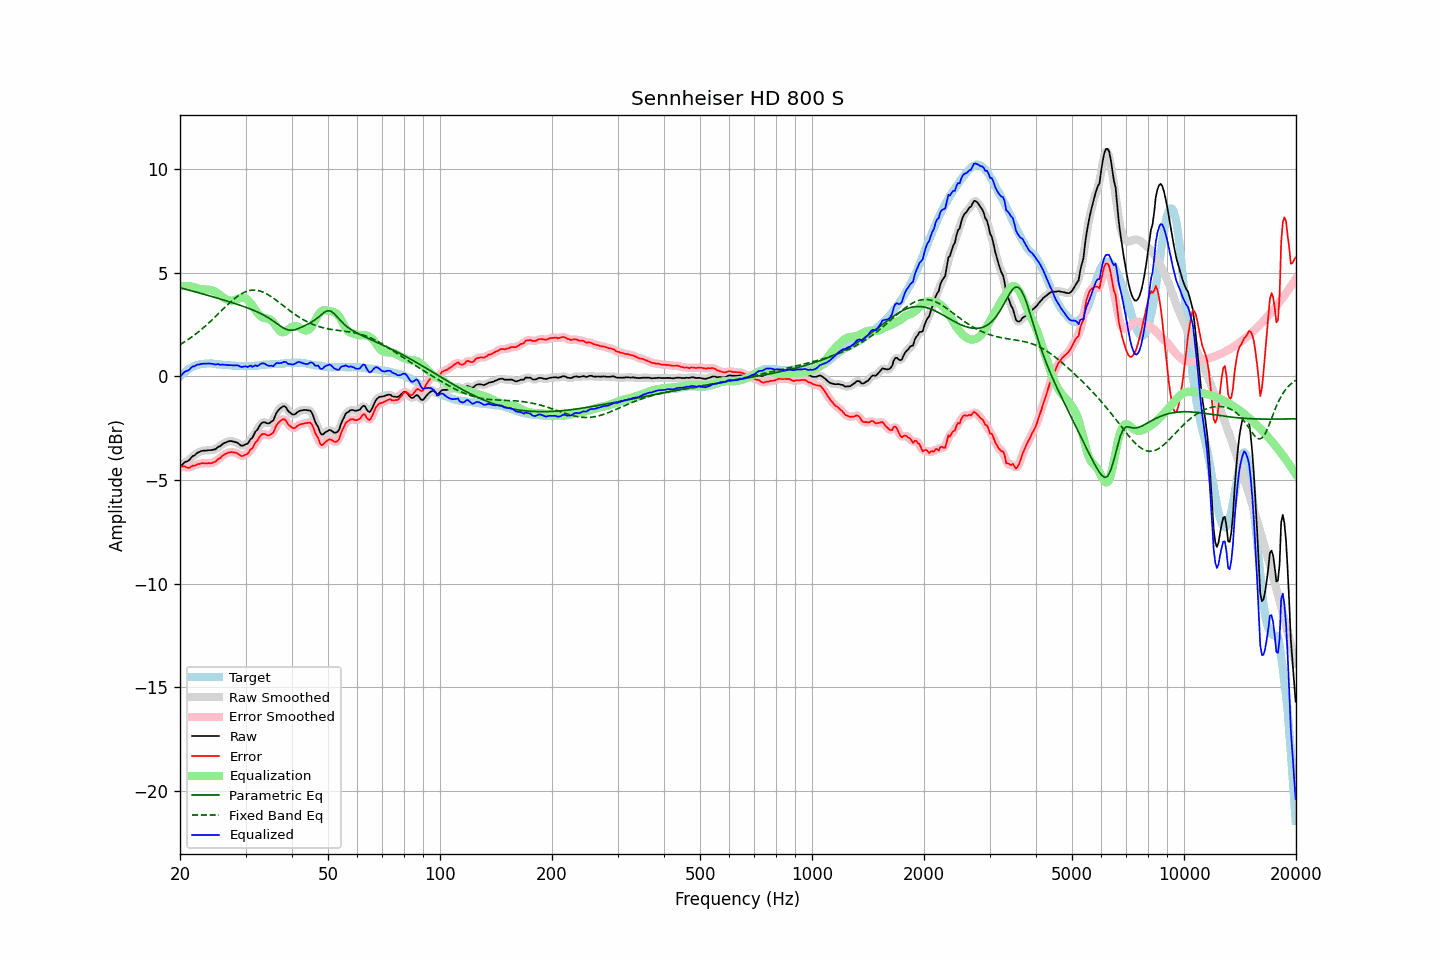 Sennheiser HD 800 S
Amplitude (dBr)
10
5
0
−5
−10
−15
−20
Target
Raw Smoothed
Error Smoothed
Raw
Error
Equalization
Parametric Eq
Fixed Band Eq
Equalized
20 50 100 200 500 1000 2000 5000 10000 20000
Frequency (Hz)